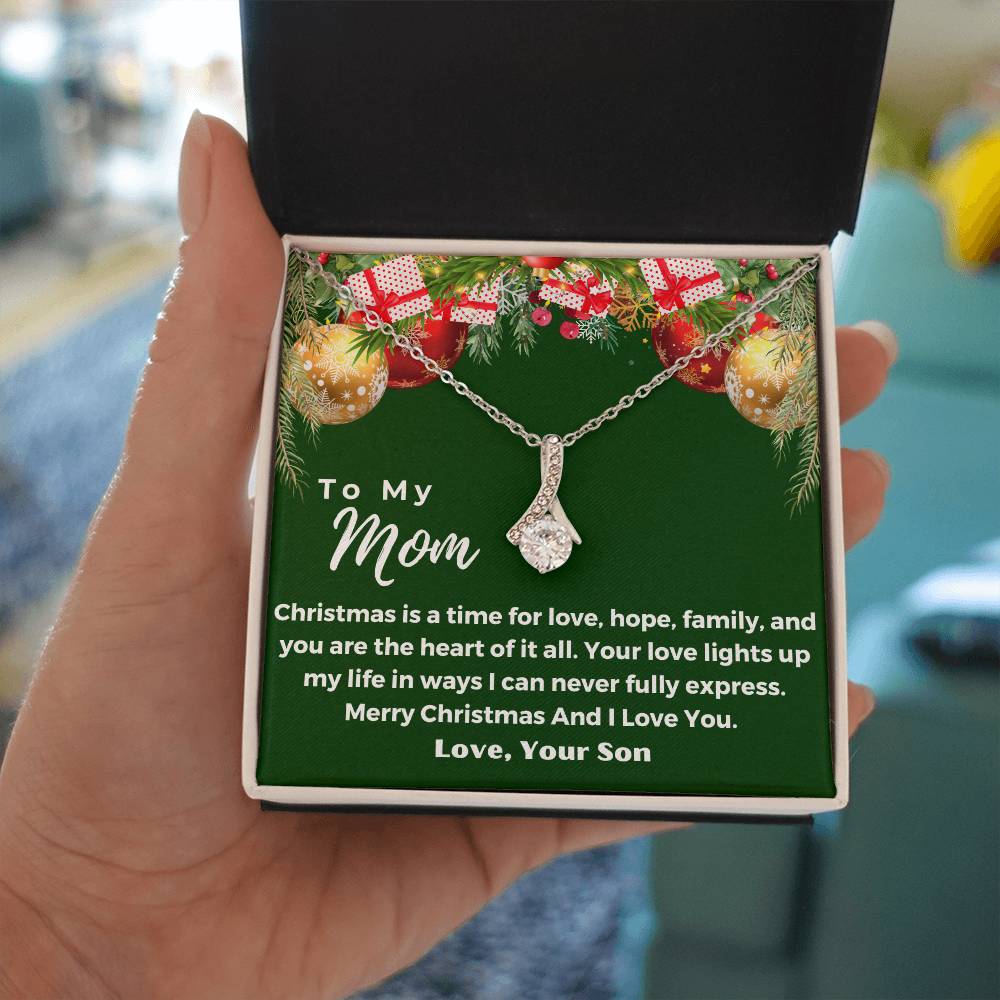 To My
Mom
Christmas is a time for love, hope, family, and
you are the heart of it all. Your love lights up
my life in ways I can never fully express.
Merry Christmas And I Love You.
Love, Your Son